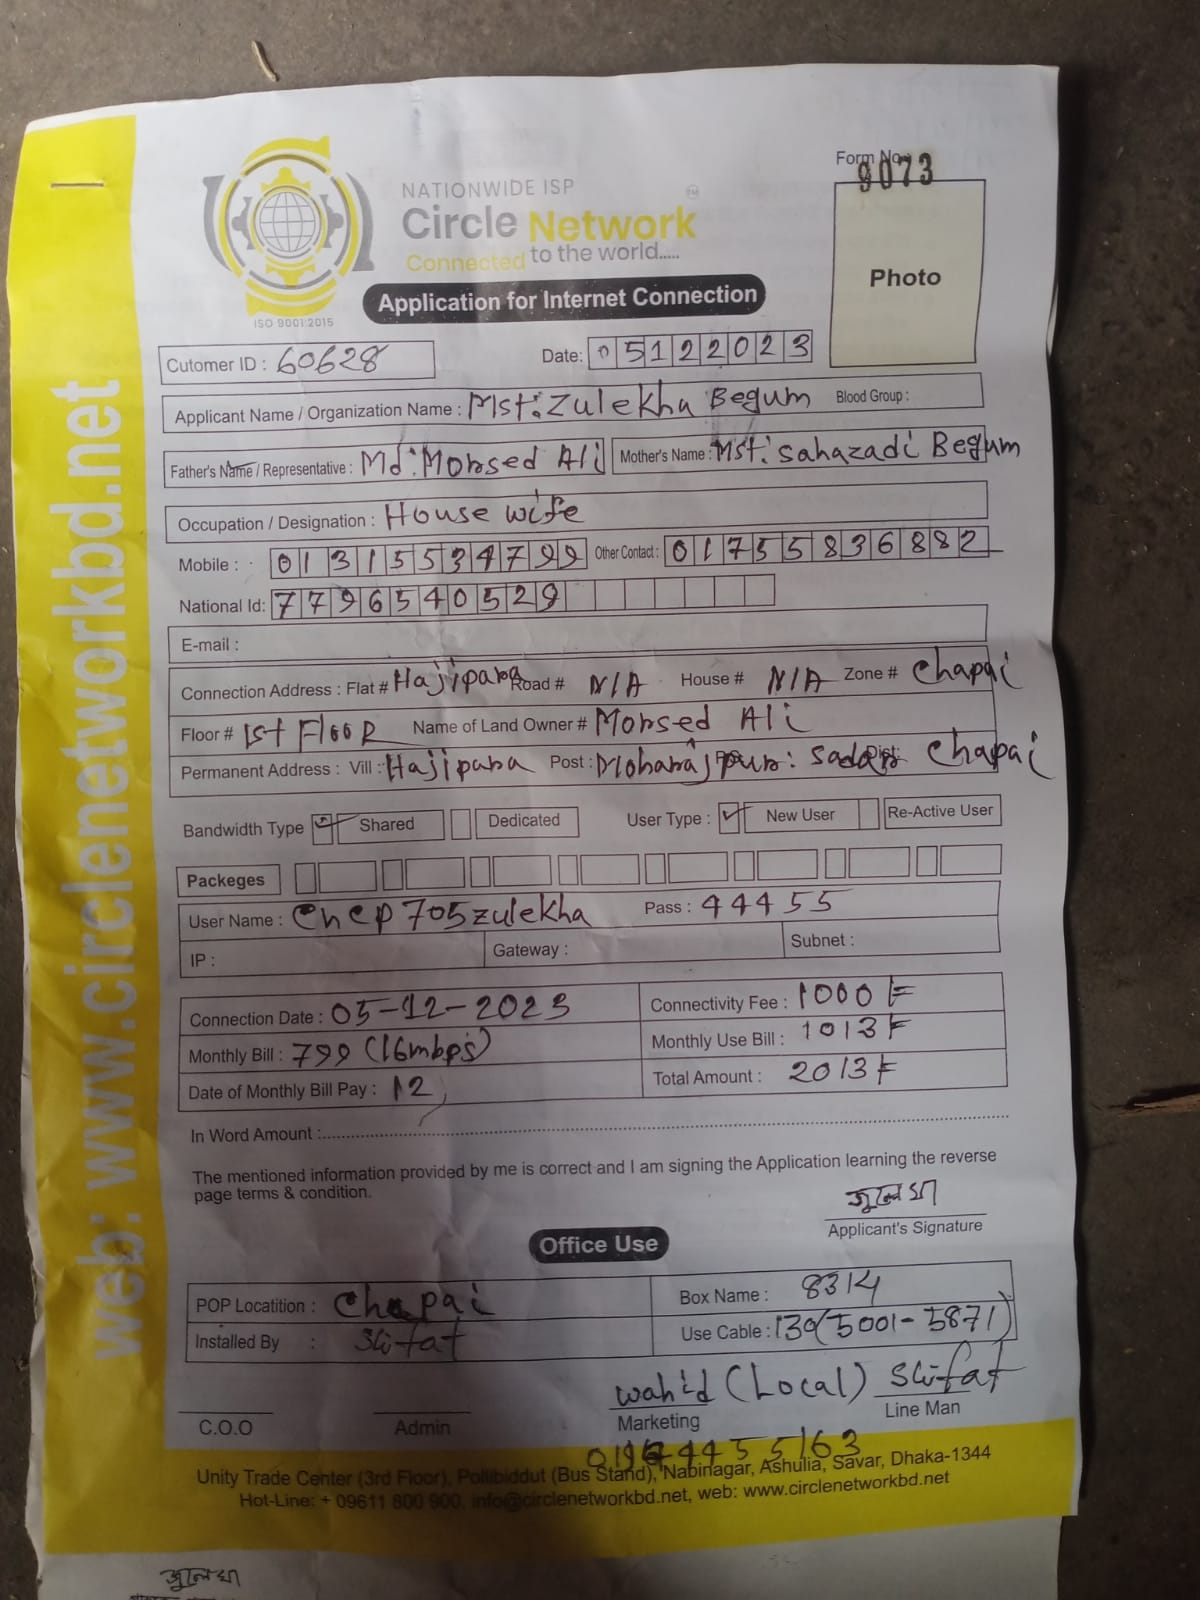 Form No. 9073
NATIONWIDE ISP
Circle Network TM
Connected to the world.....
ISO 9001:2015
Application for Internet Connection
Photo
Cutomer ID : 60628 Date: 05122023
Applicant Name / Organization Name : Mst: Zulekha Begum Blood Group :
Father's Name / Representative : Md: Morsed Ali Mother's Name : Mst: Sahazadi Begum
Occupation / Designation : House wife
Mobile : 01315534799 Other Contact : 01755836882
National Id: 7796540529
E-mail :
Connection Address : Flat # Hajipara Road # N/A House # N/A Zone # Chapai
Floor # 1st Floor Name of Land Owner # Morsed Ali
Permanent Address : Vill : Hajipara Post : Moharajpur: Sadar Dist: Chapai
Bandwidth Type Shared Dedicated User Type : New User Re-Active User
Packeges
User Name : Cncp705zulekha Pass : 44455
IP : Gateway : Subnet :
Connection Date : 05-12-2023 Connectivity Fee : 1000/=
Monthly Bill : 799 (16mbps) Monthly Use Bill : 1013/=
Date of Monthly Bill Pay : 12 Total Amount : 2013/=
In Word Amount :
The mentioned information provided by me is correct and I am signing the Application learning the reverse
page terms & condition.
জুলেখা
Applicant's Signature
Office Use
POP Locatition : Chapai Box Name : 8314
Installed By : Sifat Use Cable : 130(5001-5871)
Wahid (Local) Sifat
C.O.O Admin Marketing Line Man
Unity Trade Center (3rd Floor), Pollibiddut (Bus Stand), Nabinagar, Ashulia, Savar, Dhaka-1344
Hot-Line: + 09611 800 900, info@circlenetworkbd.net, web: www.circlenetworkbd.net
web: www.circlenetworkbd.net
জুলেখা